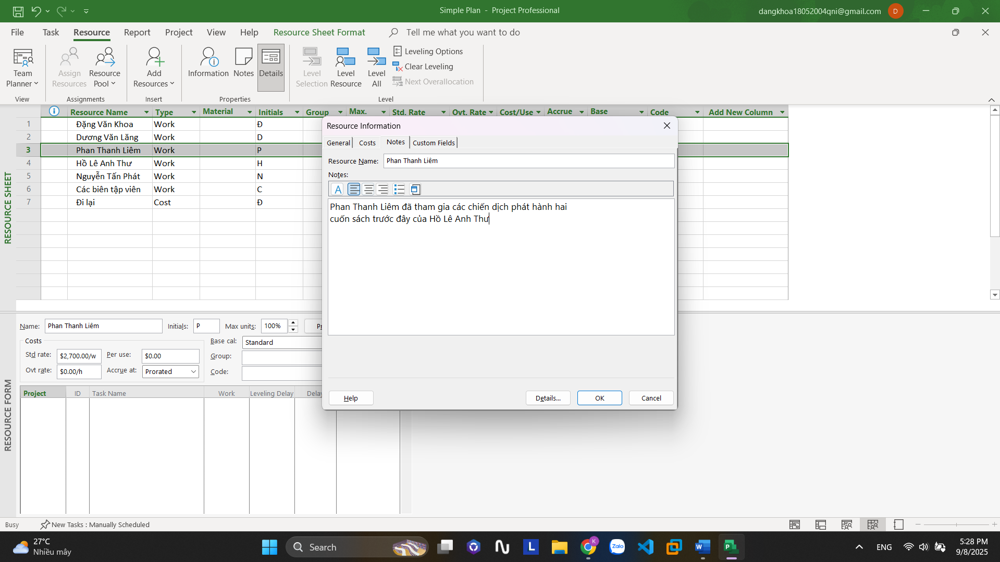 Simple Plan - Project Professional
dangkhoa18052004qni@gmail.com
D
File Task Resource Report Project View Help Resource Sheet Format Tell me what you want to do
Team Planner
Assign Resources
Resource Pool
Add Resources
Information
Notes
Details
Level Selection
Level Resource
Level All
Leveling Options
Clear Leveling
Next Overallocation
View Assignments Insert Properties Level
Resource Name Type Material Initials Group Max. Std. Rate Ovt. Rate Cost/Use Accrue Base Code Add New Column
1 Đặng Văn Khoa Work Đ
2 Dương Văn Lăng Work D
3 Phan Thanh Liêm Work P
4 Hồ Lê Anh Thư Work H
5 Nguyễn Tấn Phát Work N
6 Các biên tập viên Work C
7 Đi lại Cost Đ
RESOURCE SHEET
Resource Information
General Costs Notes Custom Fields
Resource Name: Phan Thanh Liêm
Notes:
A
Phan Thanh Liêm đã tham gia các chiến dịch phát hành hai
cuốn sách trước đây của Hồ Lê Anh Thư
Help Details... OK Cancel
RESOURCE FORM
Name: Phan Thanh Liêm Initials: P Max units: 100%
Costs Base cal: Standard
Std rate: $2,700.00/w Per use: $0.00 Group:
Ovt rate: $0.00/h Accrue at: Prorated Code:
Project ID Task Name Work Leveling Delay
Busy New Tasks : Manually Scheduled
27°C
Nhiều mây
Search
L
K
Zalo
W
P
ENG
5:28 PM
9/8/2025